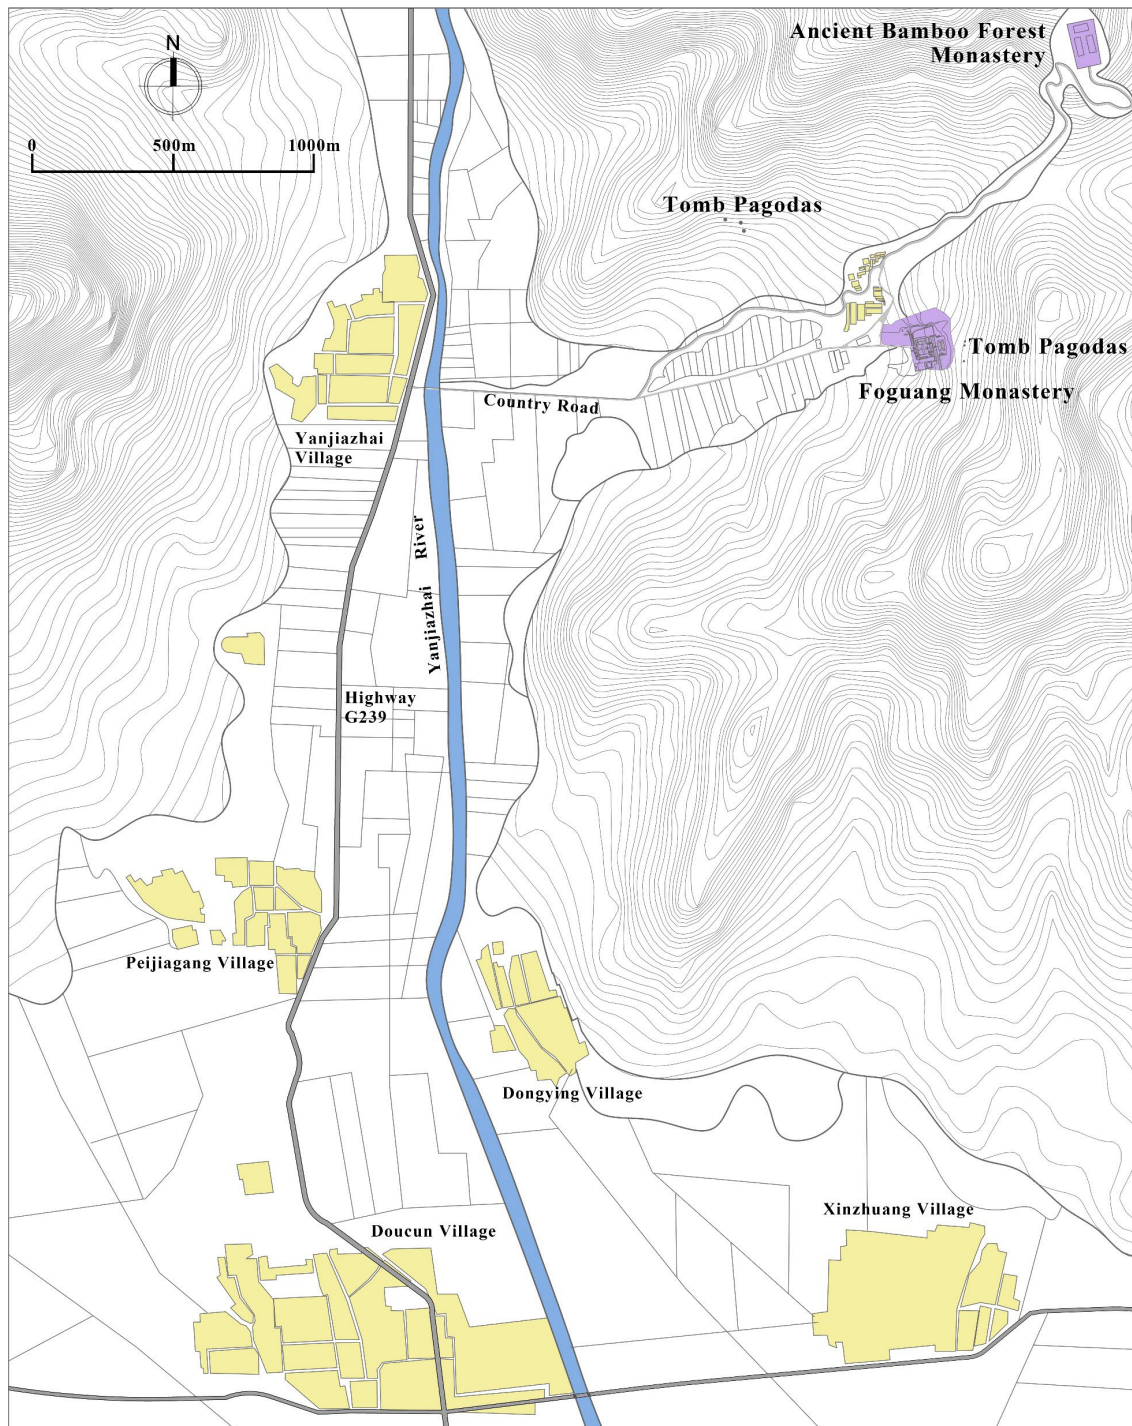 Ancient Bamboo Forest
Monastery
N
0 500m 1000m
Tomb Pagodas
Tomb Pagodas
Foguang Monastery
Country Road
Yanjiazhai
Village
Yanjiazhai River
Highway
G239
Peijiagang Village
Dongying Village
Xinzhuang Village
Doucun Village